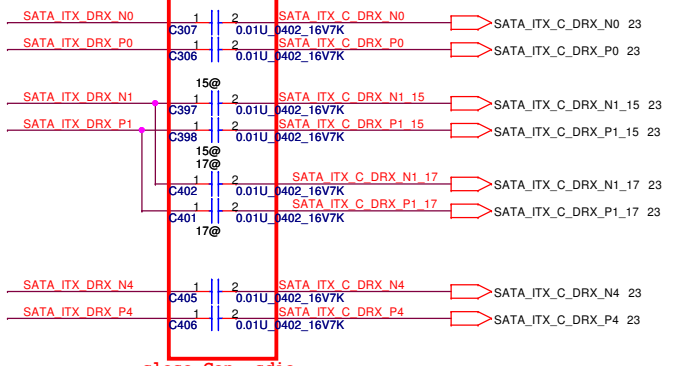 SATA_ITX_DRX_N0 1 2 SATA_ITX_C_DRX_N0 SATA_ITX_C_DRX_N0 23
C307 0.01U_0402_16V7K
SATA_ITX_DRX_P0 1 2 SATA_ITX_C_DRX_P0 SATA_ITX_C_DRX_P0 23
C306 0.01U_0402_16V7K
15@
SATA_ITX_DRX_N1 1 2 SATA_ITX_C_DRX_N1_15 SATA_ITX_C_DRX_N1_15 23
C397 0.01U_0402_16V7K
SATA_ITX_DRX_P1 1 2 SATA_ITX_C_DRX_P1_15 SATA_ITX_C_DRX_P1_15 23
C398 0.01U_0402_16V7K
15@
17@
1 2 SATA_ITX_C_DRX_N1_17 SATA_ITX_C_DRX_N1_17 23
C402 0.01U_0402_16V7K
1 2 SATA_ITX_C_DRX_P1_17 SATA_ITX_C_DRX_P1_17 23
C401 0.01U_0402_16V7K
17@
SATA_ITX_DRX_N4 1 2 SATA_ITX_C_DRX_N4 SATA_ITX_C_DRX_N4 23
C405 0.01U_0402_16V7K
SATA_ITX_DRX_P4 1 2 SATA_ITX_C_DRX_P4 SATA_ITX_C_DRX_P4 23
C406 0.01U_0402_16V7K